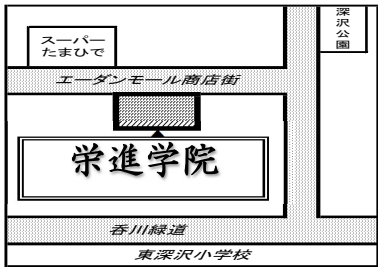 深沢公園
スーパー
たまひで
エーダンモール商店街
栄進学院
呑川緑道
東深沢小学校